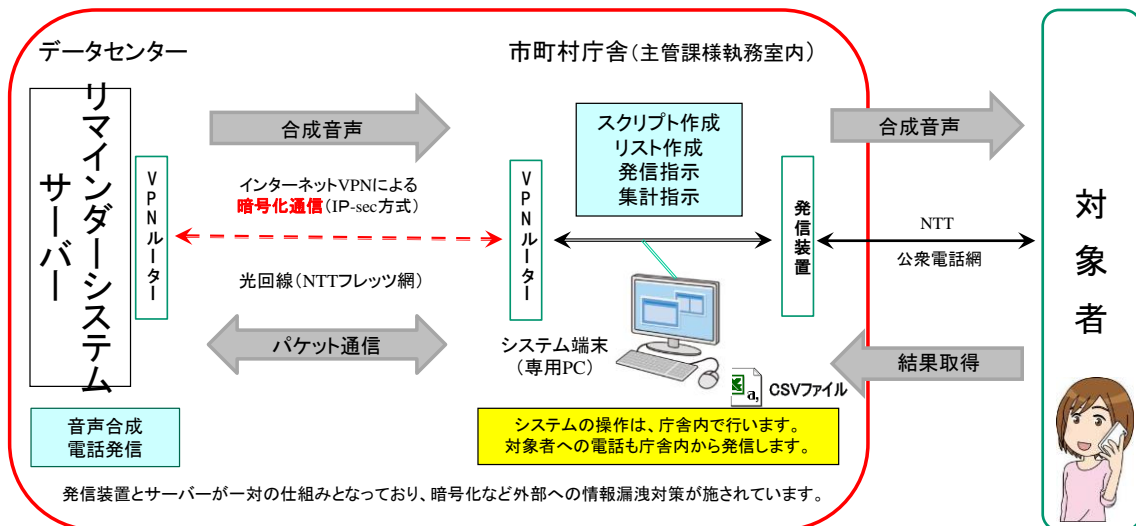 データセンター
市町村庁舎(主管課様執務室内)
リマインダーシステム
サーバー
VPNルーター
合成音声
インターネットVPNによる
暗号化通信(IP-sec方式)
光回線(NTTフレッツ網)
パケット通信
音声合成
電話発信
VPNルーター
スクリプト作成
リスト作成
発信指示
集計指示
発信装置
システム端末
(専用PC)
a,
CSVファイル
システムの操作は、庁舎内で行います。
対象者への電話も庁舎内から発信します。
合成音声
NTT
公衆電話網
結果取得
対象者
発信装置とサーバーが一対の仕組みとなっており、暗号化など外部への情報漏洩対策が施されています。